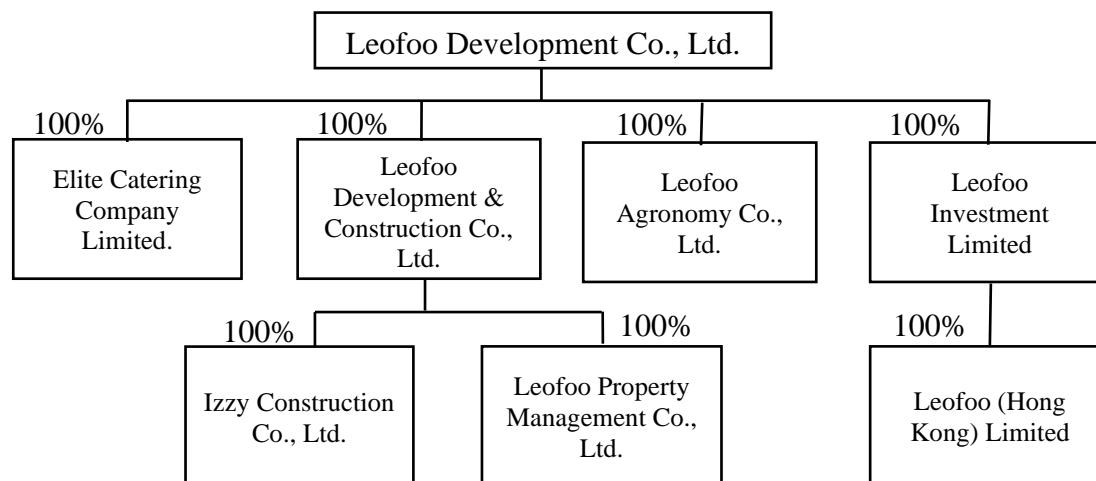 Leofoo Development Co., Ltd.
100%
100%
100%
100%
Elite Catering
Company
Limited.
Leofoo
Development &
Construction Co.,
Ltd.
Leofoo
Agronomy Co.,
Ltd.
Leofoo
Investment
Limited
100%
100%
100%
Izzy Construction
Co., Ltd.
Leofoo Property
Management Co.,
Ltd.
Leofoo (Hong
Kong) Limited